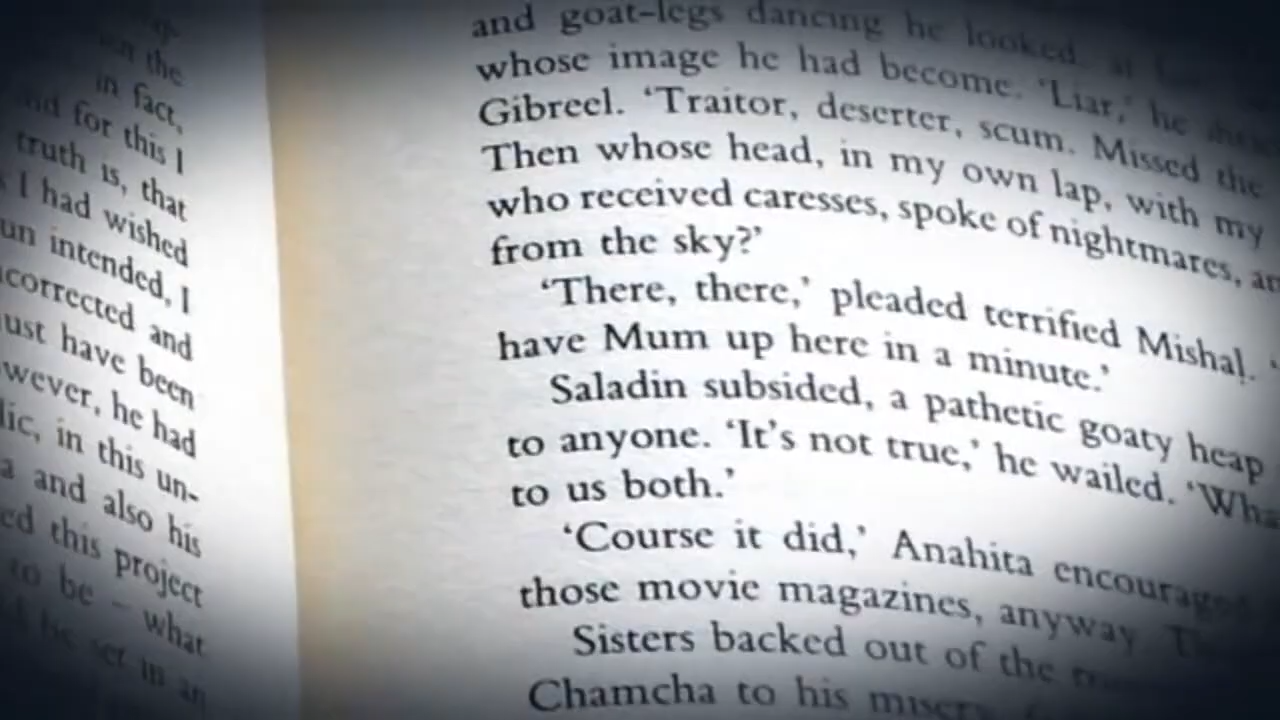 the
in fact,
for this I
truth is, that
I had wished
un intended, I
corrected and
ust have been
wever, he had
lic, in this un-
a and also his
ed this project
to be – what
set in an
and goat-legs dancing he looked
whose image he had become. 'Liar,' he
Gibreel. 'Traitor, deserter, scum. Missed the
Then whose head, in my own lap, with my
who received caresses, spoke of nightmares, an
from the sky?'
'There, there,' pleaded terrified Mishal. '
have Mum up here in a minute.'
Saladin subsided, a pathetic goaty heap
to anyone. 'It's not true,' he wailed. 'Wha
to us both.'
'Course it did,' Anahita encourage
those movie magazines, anyway.
Sisters backed out of the
Chamcha to his misery